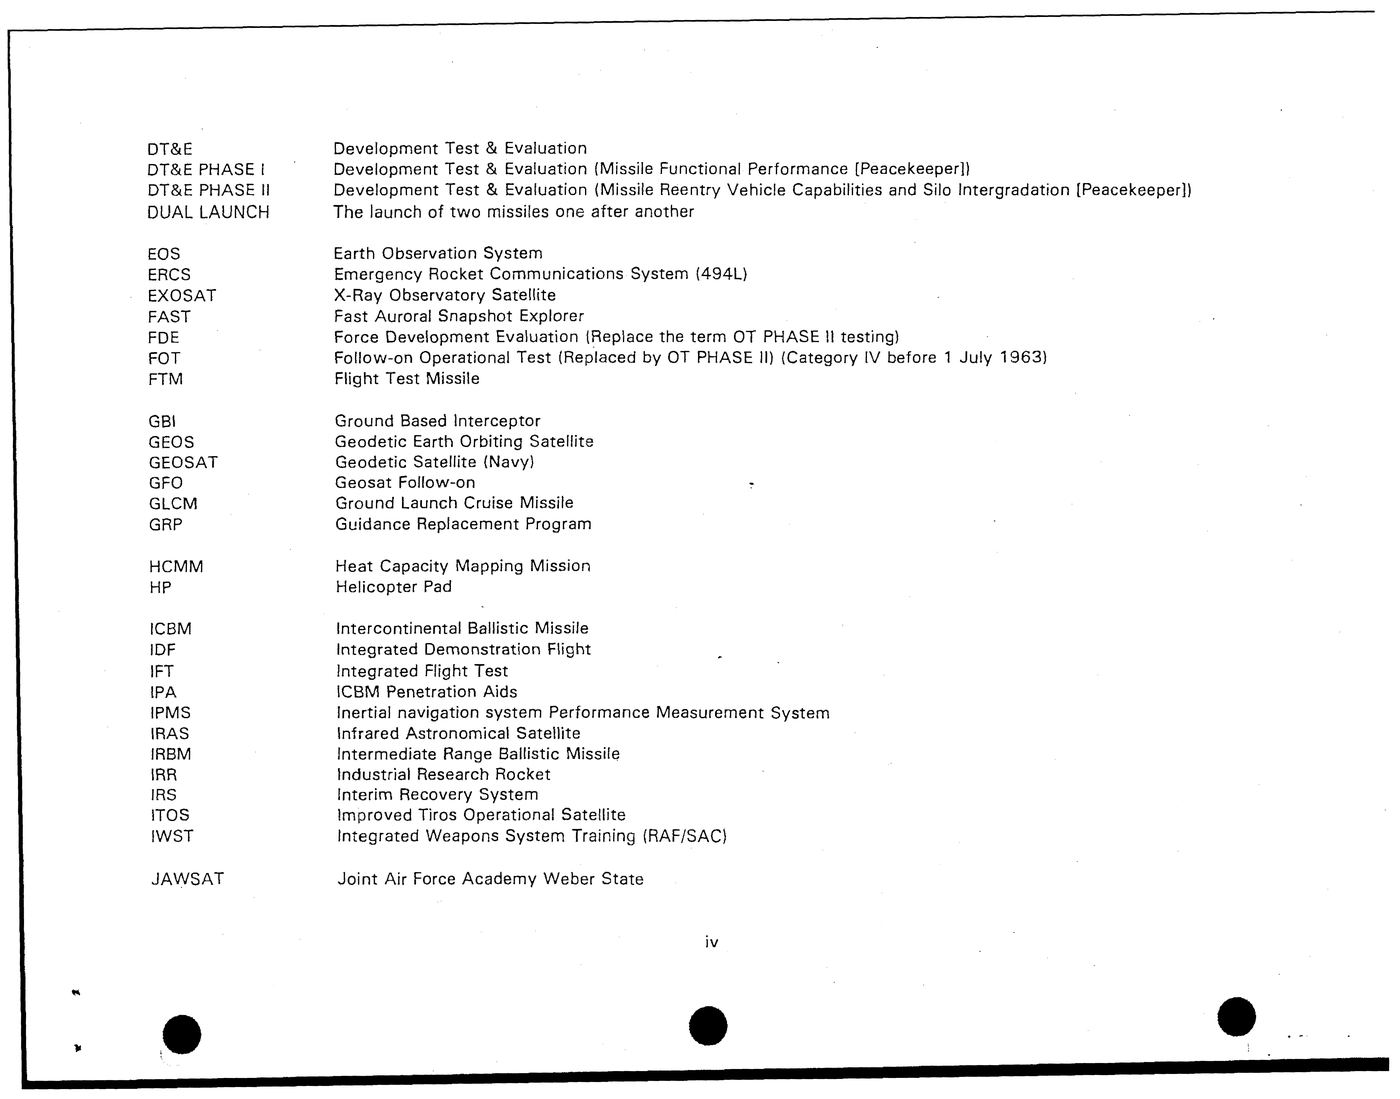 DT&E Development Test & Evaluation
DT&E PHASE I Development Test & Evaluation (Missile Functional Performance [Peacekeeper])
DT&E PHASE II Development Test & Evaluation (Missile Reentry Vehicle Capabilities and Silo Intergradation [Peacekeeper])
DUAL LAUNCH The launch of two missiles one after another
EOS Earth Observation System
ERCS Emergency Rocket Communications System (494L)
EXOSAT X-Ray Observatory Satellite
FAST Fast Auroral Snapshot Explorer
FDE Force Development Evaluation (Replace the term OT PHASE II testing)
FOT Follow-on Operational Test (Replaced by OT PHASE II) (Category IV before 1 July 1963)
FTM Flight Test Missile
GBI Ground Based Interceptor
GEOS Geodetic Earth Orbiting Satellite
GEOSAT Geodetic Satellite (Navy)
GFO Geosat Follow-on
GLCM Ground Launch Cruise Missile
GRP Guidance Replacement Program
HCMM Heat Capacity Mapping Mission
HP Helicopter Pad
ICBM Intercontinental Ballistic Missile
IDF Integrated Demonstration Flight
IFT Integrated Flight Test
IPA ICBM Penetration Aids
IPMS Inertial navigation system Performance Measurement System
IRAS Infrared Astronomical Satellite
IRBM Intermediate Range Ballistic Missile
IRR Industrial Research Rocket
IRS Interim Recovery System
ITOS Improved Tiros Operational Satellite
IWST Integrated Weapons System Training (RAF/SAC)
JAWSAT Joint Air Force Academy Weber State
iv